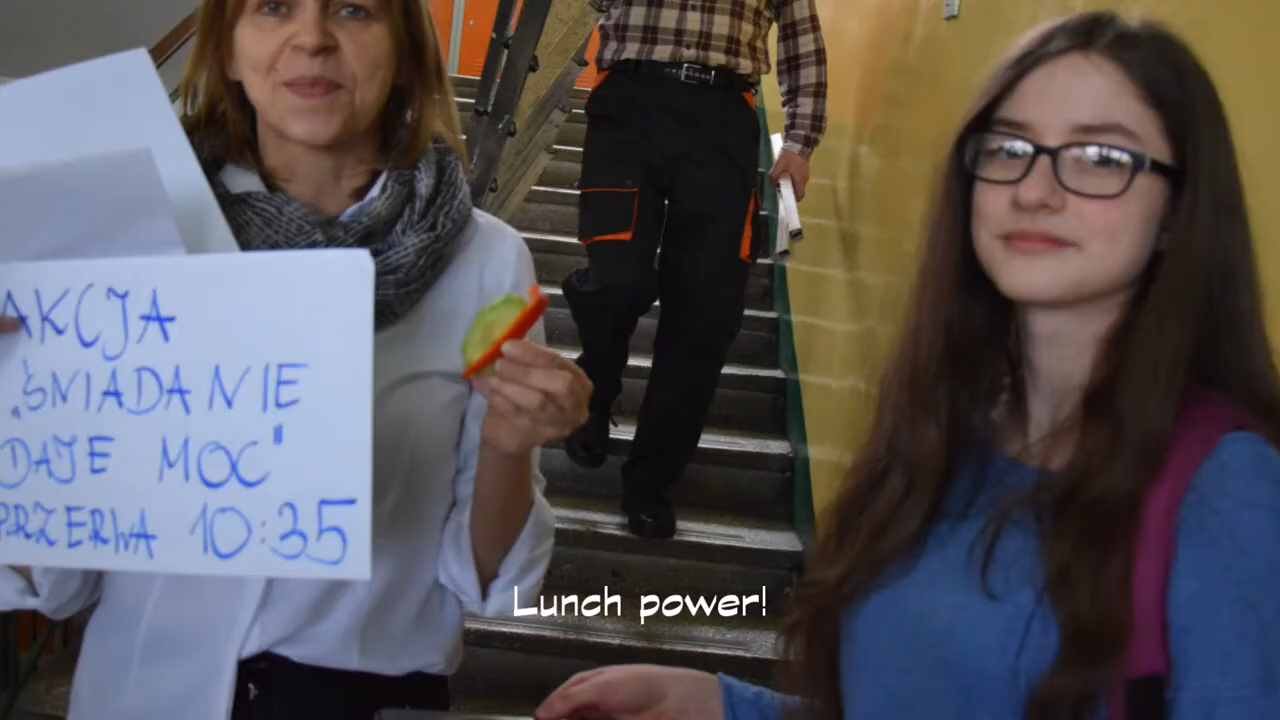 AKCJA
„ŚNIADANIE
DAJE MOC"
PRZERWA 10:35
Lunch power!